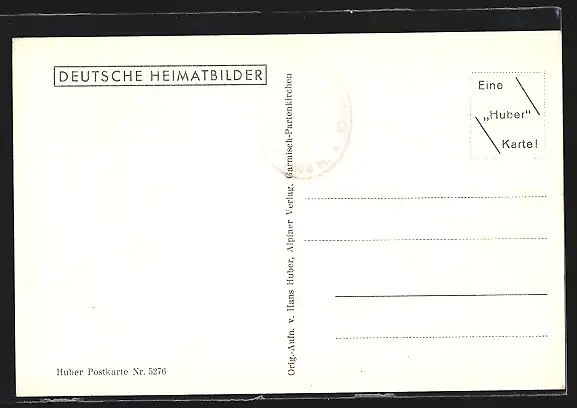 DEUTSCHE HEIMATBILDER
Huber Postkarte Nr. 5276
Orig.-Aufn. v. Hans Huber, Alpiner Verlag, Garmisch-Partenkirchen
Eine
„Huber"
Karte!